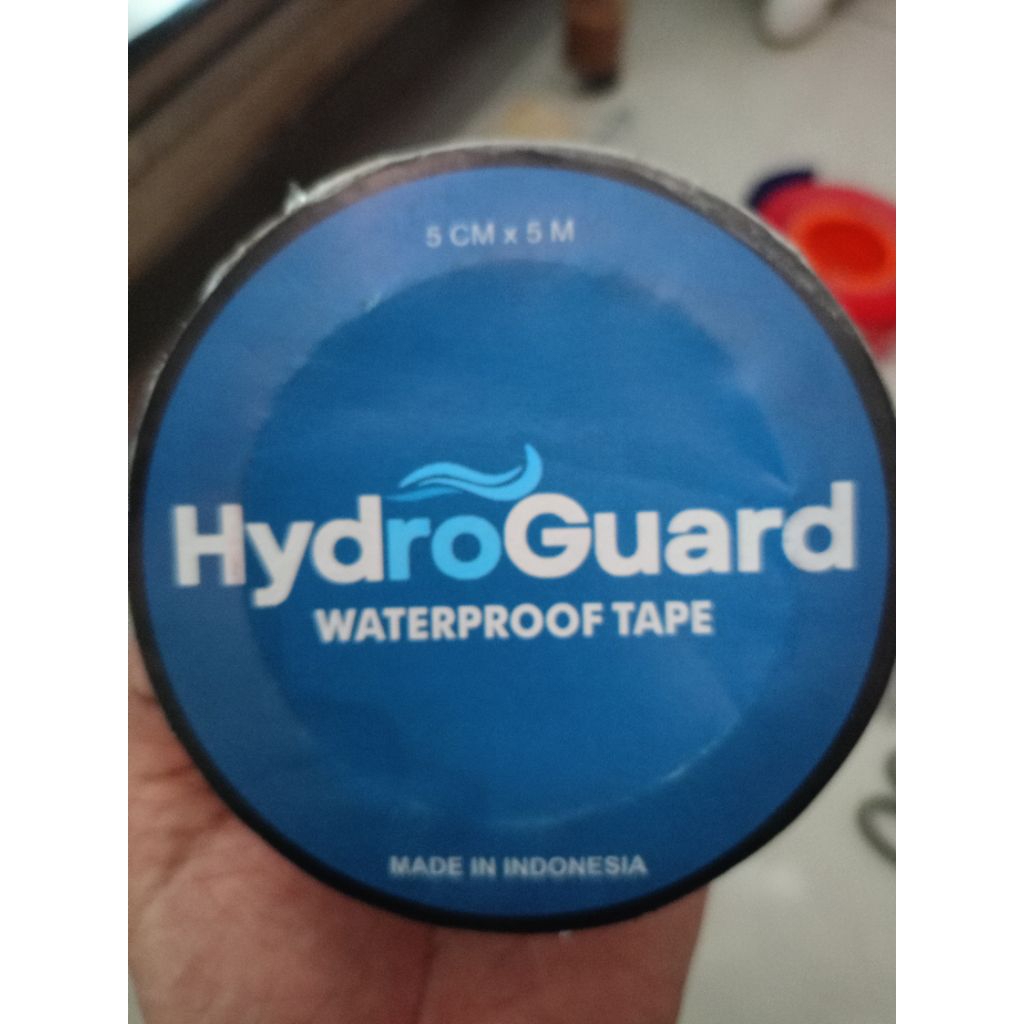 5 CM x 5 M
HydroGuard
WATERPROOF TAPE
MADE IN INDONESIA